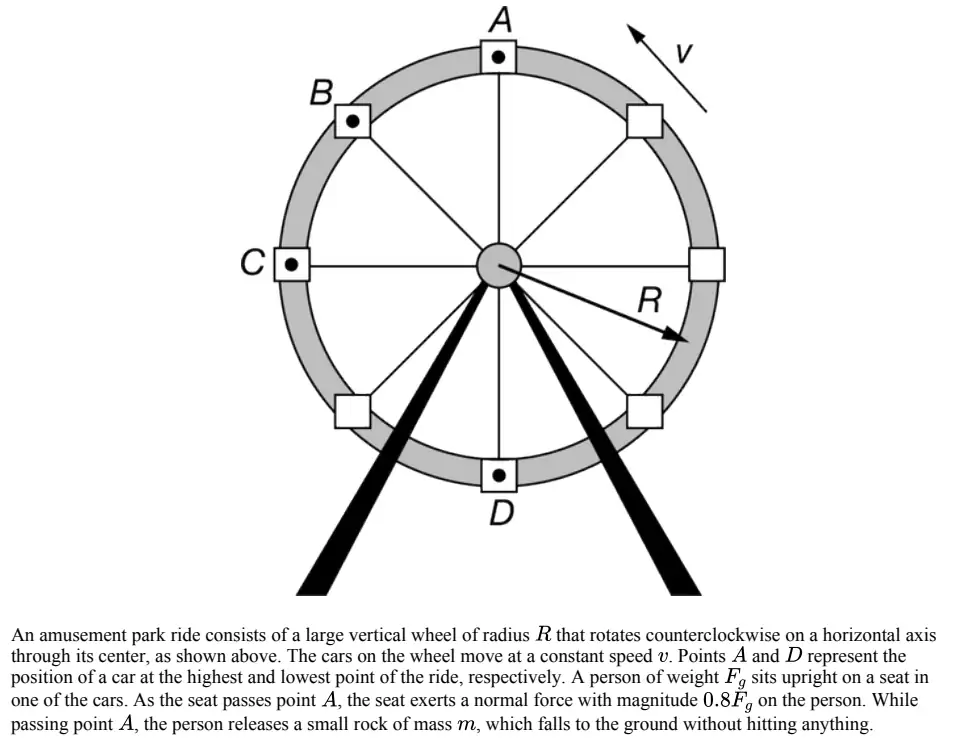 A
v
B
C
R
D
An amusement park ride consists of a large vertical wheel of radius R that rotates counterclockwise on a horizontal axis
through its center, as shown above. The cars on the wheel move at a constant speed v. Points A and D represent the
position of a car at the highest and lowest point of the ride, respectively. A person of weight F_g sits upright on a seat in
one of the cars. As the seat passes point A, the seat exerts a normal force with magnitude 0.8F_g on the person. While
passing point A, the person releases a small rock of mass m, which falls to the ground without hitting anything.